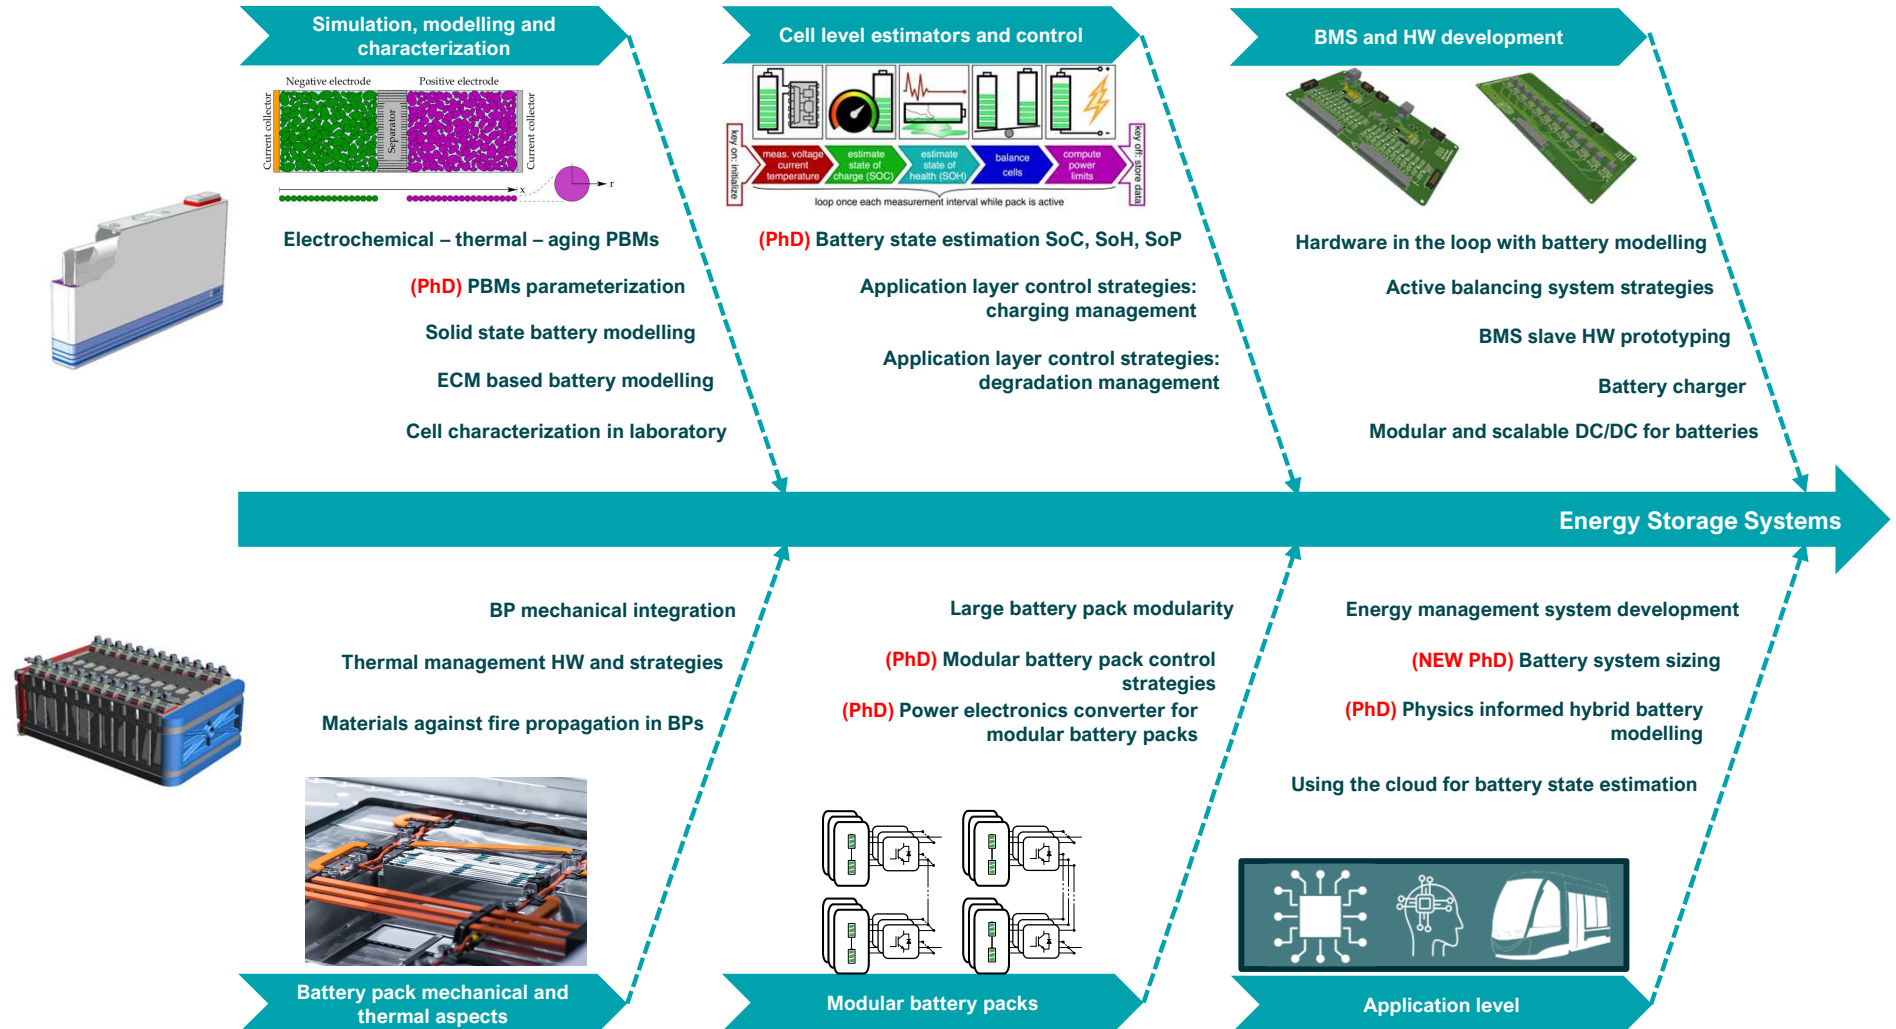 Simulation, modelling and
characterization
Negative electrode
Positive electrode
Current collector
Separator
Current collector
x
r
Electrochemical – thermal – aging PBMs
(PhD) PBMs parameterization
Solid state battery modelling
ECM based battery modelling
Cell characterization in laboratory
Cell level estimators and control
key on: initialize
meas. voltage
current
temperature
estimate
state of
charge (SOC)
estimate
state of
health (SOH)
balance
cells
compute
power
limits
key off: store data
loop once each measurement interval while pack is active
(PhD) Battery state estimation SoC, SoH, SoP
Application layer control strategies:
charging management
Application layer control strategies:
degradation management
BMS and HW development
Hardware in the loop with battery modelling
Active balancing system strategies
BMS slave HW prototyping
Battery charger
Modular and scalable DC/DC for batteries
Energy Storage Systems
BP mechanical integration
Thermal management HW and strategies
Materials against fire propagation in BPs
Battery pack mechanical and
thermal aspects
Large battery pack modularity
(PhD) Modular battery pack control
strategies
(PhD) Power electronics converter for
modular battery packs
Modular battery packs
Energy management system development
(NEW PhD) Battery system sizing
(PhD) Physics informed hybrid battery
modelling
Using the cloud for battery state estimation
Application level